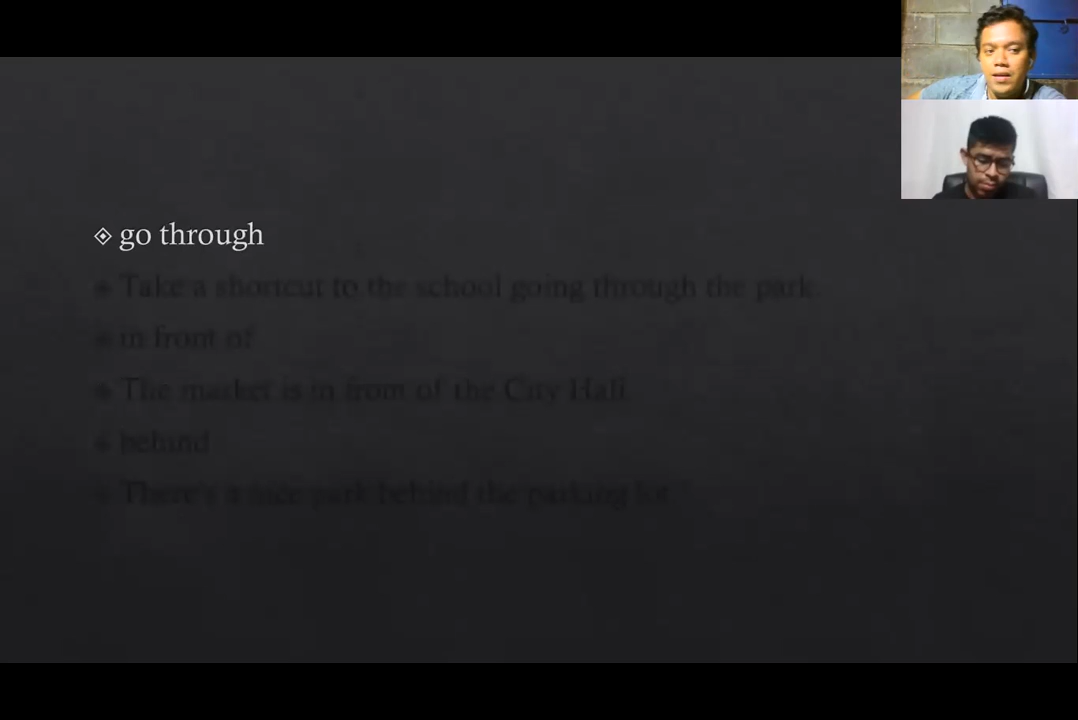 go through
Take a shortcut to the school going through the park
in front of
The market is in front of the City Hall
behind
There's a nice park behind the parking lot